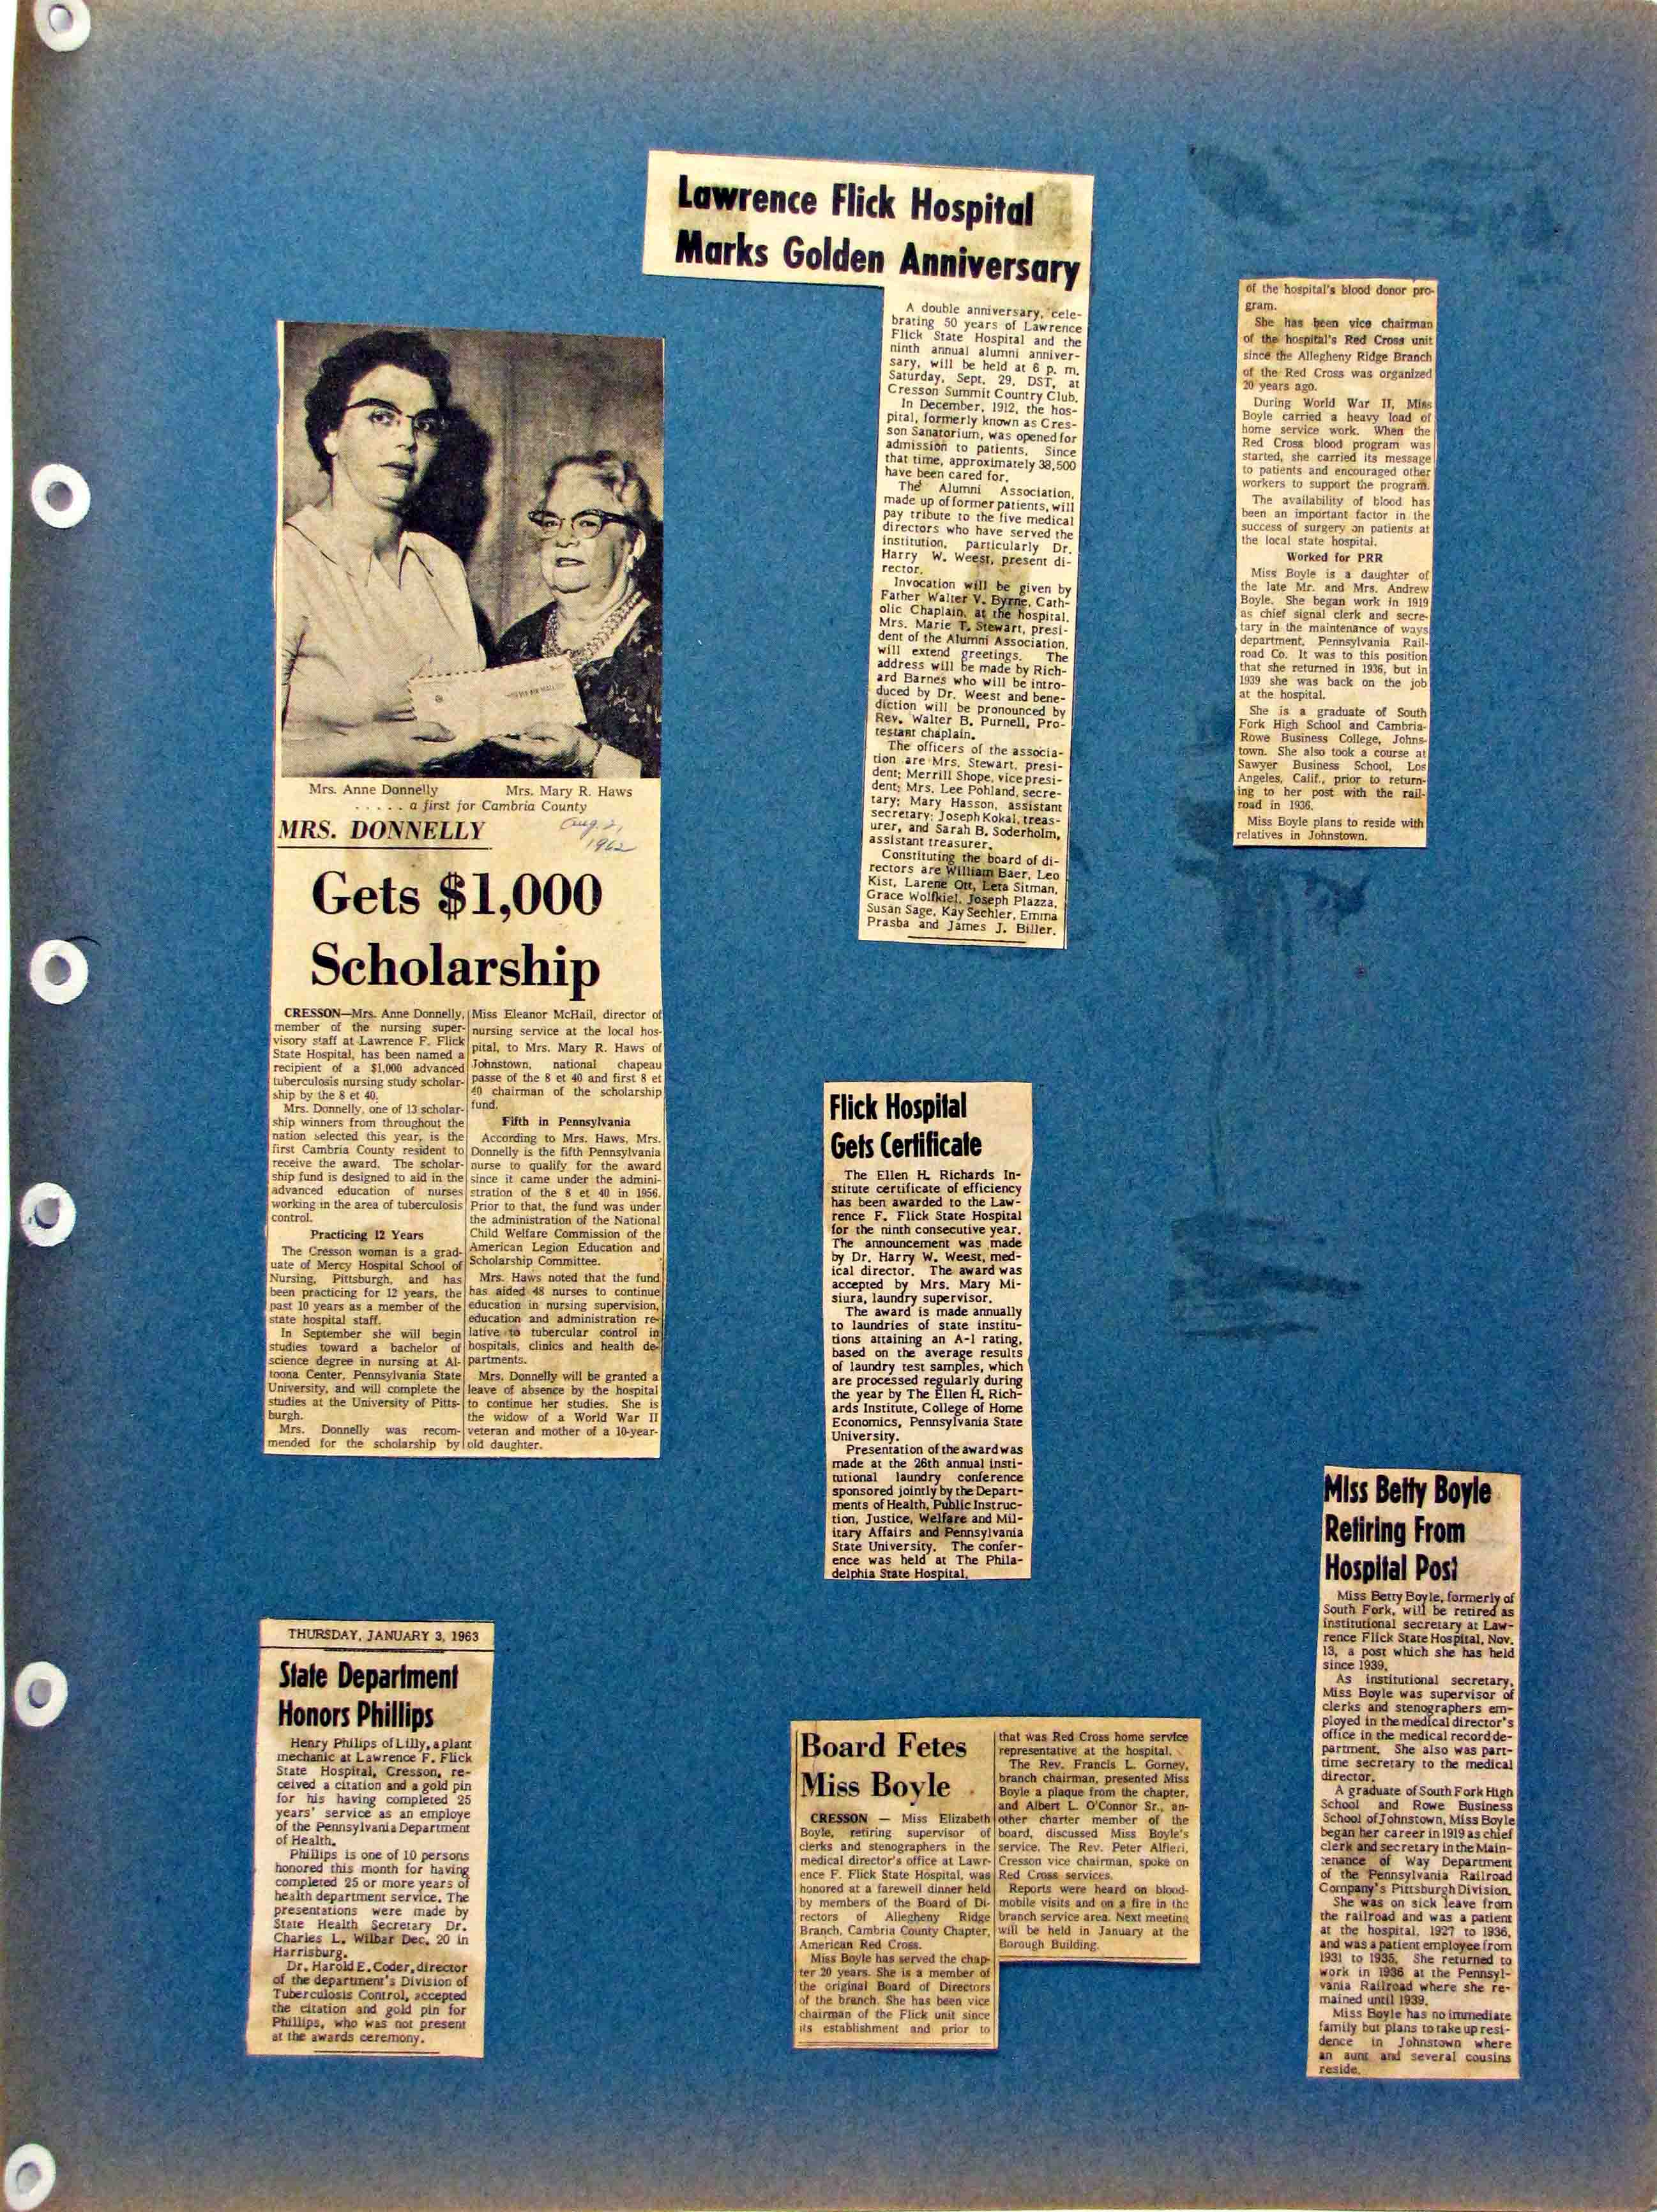 Lawrence Flick Hospital
Marks Golden Anniversary
A double anniversary, cele-
brating 50 years of Lawrence
Flick State Hospital and the
ninth annual alumni anniver-
sary, will be held at 6 p. m.
Saturday, Sept. 29, DST, at
Cresson Summit Country Club.
In December, 1912, the hos-
pital, formerly known as Cres-
son Sanatorium, was opened for
admission to patients. Since
that time, approximately 38,500
have been cared for.
The Alumni Association,
made up of former patients, will
pay tribute to the five medical
directors who have served the
institution, particularly Dr.
Harry W. Weest, present di-
rector.
Invocation will be given by
Father Walter V. Byrne, Cath-
olic Chaplain, at the hospital.
Mrs. Marie T. Stewart, presi-
dent of the Alumni Association,
will extend greetings. The
address will be made by Rich-
ard Barnes who will be intro-
duced by Dr. Weest and bene-
diction will be pronounced by
Rev. Walter B. Purnell, Pro-
testant chaplain.
The officers of the associa-
tion are Mrs. Stewart, presi-
dent; Merrill Shope, vice presi-
dent; Mrs. Lee Pohland, secre-
tary; Mary Hasson, assistant
secretary; Joseph Kokal, treas-
urer, and Sarah B. Soderholm,
assistant treasurer.
Constituting the board of di-
rectors are William Baer, Leo
Kist, Larene Ott, Leta Sitman,
Grace Wolfkiel, Joseph Plazza,
Susan Sage, Kay Sechler, Emma
Prasba and James J. Biller.
of the hospital's blood donor pro-
gram.
She has been vice chairman
of the hospital's Red Cross unit
since the Allegheny Ridge Branch
of the Red Cross was organized
20 years ago.
During World War II, Miss
Boyle carried a heavy load of
home service work. When the
Red Cross blood program was
started, she carried its message
to patients and encouraged other
workers to support the program.
The availability of blood has
been an important factor in the
success of surgery on patients at
the local state hospital.
Worked for PRR
Miss Boyle is a daughter of
the late Mr. and Mrs. Andrew
Boyle. She began work in 1919
as chief signal clerk and secre-
tary in the maintenance of ways
department, Pennsylvania Rail-
road Co. It was to this position
that she returned in 1936, but in
1939 she was back on the job
at the hospital.
She is a graduate of South
Fork High School and Cambria-
Rowe Business College, Johns-
town. She also took a course at
Sawyer Business School, Los
Angeles, Calif., prior to return-
ing to her post with the rail-
road in 1936.
Miss Boyle plans to reside with
relatives in Johnstown.
Mrs. Anne Donnelly Mrs. Mary R. Haws
. . . . . a first for Cambria County
MRS. DONNELLY
Aug. 2,
1962
Gets $1,000
Scholarship
CRESSON—Mrs. Anne Donnelly,
member of the nursing super-
visory staff at Lawrence F. Flick
State Hospital, has been named a
recipient of a $1,000 advanced
tuberculosis nursing study scholar-
ship by the 8 et 40.
Mrs. Donnelly, one of 13 scholar-
ship winners from throughout the
nation selected this year, is the
first Cambria County resident to
receive the award. The scholar-
ship fund is designed to aid in the
advanced education of nurses
working in the area of tuberculosis
control.
Practicing 12 Years
The Cresson woman is a grad-
uate of Mercy Hospital School of
Nursing, Pittsburgh, and has
been practicing for 12 years, the
past 10 years as a member of the
state hospital staff.
In September she will begin
studies toward a bachelor of
science degree in nursing at Al-
toona Center, Pennsylvania State
University, and will complete the
studies at the University of Pitts-
burgh.
Mrs. Donnelly was recom-
mended for the scholarship by
Miss Eleanor McHail, director of
nursing service at the local hos-
pital, to Mrs. Mary R. Haws of
Johnstown, national chapeau
passe of the 8 et 40 and first 8 et
40 chairman of the scholarship
fund.
Fifth in Pennsylvania
According to Mrs. Haws, Mrs.
Donnelly is the fifth Pennsylvania
nurse to qualify for the award
since it came under the admini-
stration of the 8 et 40 in 1956.
Prior to that, the fund was under
the administration of the National
Child Welfare Commission of the
American Legion Education and
Scholarship Committee.
Mrs. Haws noted that the fund
has aided 48 nurses to continue
education in nursing supervision,
education and administration re-
lative to tubercular control in
hospitals, clinics and health de-
partments.
Mrs. Donnelly will be granted a
leave of absence by the hospital
to continue her studies. She is
the widow of a World War II
veteran and mother of a 10-year-
old daughter.
Flick Hospital
Gets Certificate
The Ellen H. Richards In-
stitute certificate of efficiency
has been awarded to the Law-
rence F. Flick State Hospital
for the ninth consecutive year.
The announcement was made
by Dr. Harry W. Weest, med-
ical director. The award was
accepted by Mrs. Mary Mi-
siura, laundry supervisor.
The award is made annually
to laundries of state institu-
tions attaining an A-1 rating,
based on the average results
of laundry test samples, which
are processed regularly during
the year by The Ellen H. Rich-
ards Institute, College of Home
Economics, Pennsylvania State
University.
Presentation of the award was
made at the 26th annual insti-
tutional laundry conference
sponsored jointly by the Depart-
ments of Health, Public Instruc-
tion, Justice, Welfare and Mil-
itary Affairs and Pennsylvania
State University. The confer-
ence was held at The Phila-
delphia State Hospital.
Miss Betty Boyle
Retiring From
Hospital Post
Miss Betty Boyle, formerly of
South Fork, will be retired as
institutional secretary at Law-
rence Flick State Hospital, Nov.
13, a post which she has held
since 1939.
As institutional secretary,
Miss Boyle was supervisor of
clerks and stenographers em-
ployed in the medical director's
office in the medical record de-
partment. She also was part-
time secretary to the medical
director.
A graduate of South Fork High
School and Rowe Business
School of Johnstown, Miss Boyle
began her career in 1919 as chief
clerk and secretary in the Main-
tenance of Way Department
of the Pennsylvania Railroad
Company's Pittsburgh Division.
She was on sick leave from
the railroad and was a patient
at the hospital, 1927 to 1936,
and was a patient employee from
1931 to 1935. She returned to
work in 1936 at the Pennsyl-
vania Railroad where she re-
mained until 1939.
Miss Boyle has no immediate
family but plans to take up resi-
dence in Johnstown where
an aunt and several cousins
reside.
THURSDAY, JANUARY 3, 1963
State Department
Honors Phillips
Henry Philips of Lilly, a plant
mechanic at Lawrence F. Flick
State Hospital, Cresson, re-
ceived a citation and a gold pin
for his having completed 25
years' service as an employe
of the Pennsylvania Department
of Health.
Phillips is one of 10 persons
honored this month for having
completed 25 or more years of
health department service. The
presentations were made by
State Health Secretary Dr.
Charles L. Wilbar Dec. 20 in
Harrisburg.
Dr. Harold E. Coder, director
of the department's Division of
Tuberculosis Control, accepted
the citation and gold pin for
Phillips, who was not present
at the awards ceremony.
Board Fetes
Miss Boyle
CRESSON — Miss Elizabeth
Boyle, retiring supervisor of
clerks and stenographers in the
medical director's office at Lawr-
ence F. Flick State Hospital, was
honored at a farewell dinner held
by members of the Board of Di-
rectors of Allegheny Ridge
Branch, Cambria County Chapter,
American Red Cross.
Miss Boyle has served the chap-
ter 20 years. She is a member of
the original Board of Directors
of the branch. She has been vice
chairman of the Flick unit since
its establishment and prior to
that was Red Cross home service
representative at the hospital.
The Rev. Francis L. Gorney,
branch chairman, presented Miss
Boyle a plaque from the chapter,
and Albert L. O'Connor Sr., an-
other charter member of the
board, discussed Miss Boyle's
service. The Rev. Peter Alfieri,
Cresson vice chairman, spoke on
Red Cross services.
Reports were heard on blood-
mobile visits and on a fire in the
branch service area. Next meeting
will be held in January at the
Borough Building.